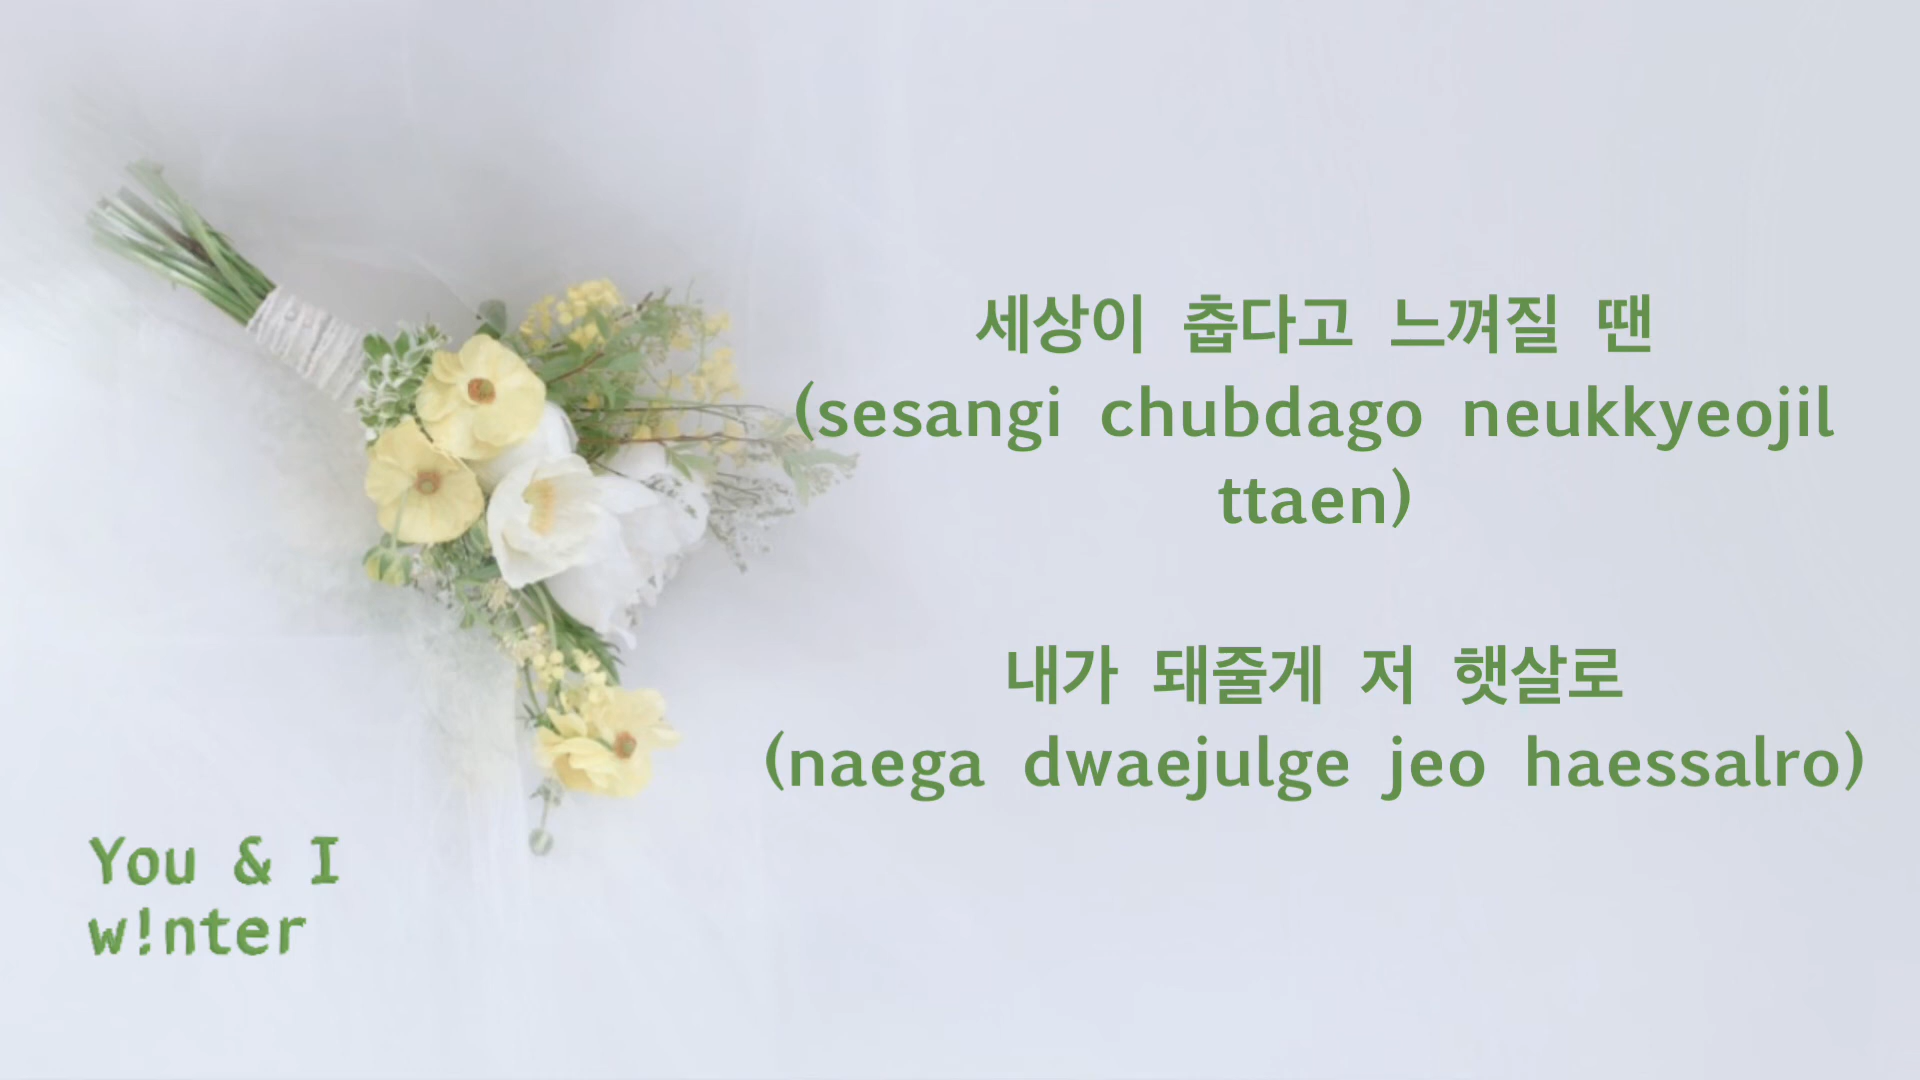 세상이 춥다고 느껴질 땐
(sesangi chubdago neukkyeojil
ttaen)
내가 돼줄게 저 햇살로
(naega dwaejulge jeo haessalro)
You & I
w!nter